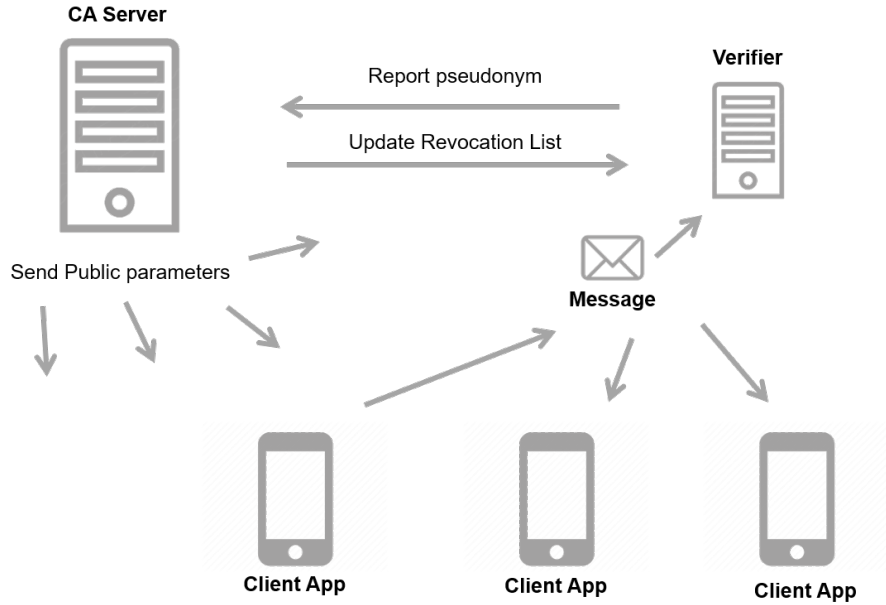 CA Server
Verifier
Report pseudonym
Update Revocation List
Send Public parameters
Message
Client App
Client App
Client App